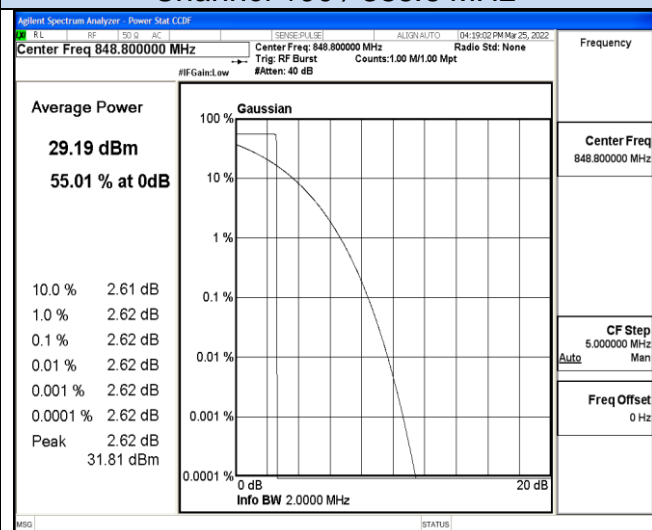 Agilent Spectrum Analyzer - Power Stat CCDF
RL RF 50 Ω AC SENSE:PULSE ALIGN AUTO 04:19:02 PM Mar 25, 2022
Center Freq 848.800000 MHz
Center Freq: 848.800000 MHz Radio Std: None
Trig: RF Burst Counts:1.00 M/1.00 Mpt
#IFGain:Low #Atten: 40 dB
Frequency
Average Power
29.19 dBm
55.01 % at 0dB
10.0 % 2.61 dB
1.0 % 2.62 dB
0.1 % 2.62 dB
0.01 % 2.62 dB
0.001 % 2.62 dB
0.0001 % 2.62 dB
Peak 2.62 dB
31.81 dBm
Gaussian
100 %
10 %
1 %
0.1 %
0.01 %
0.001 %
0.0001 %
0 dB 20 dB
Info BW 2.0000 MHz
Center Freq
848.800000 MHz
CF Step
5.000000 MHz
Auto Man
Freq Offset
0 Hz
MSG STATUS